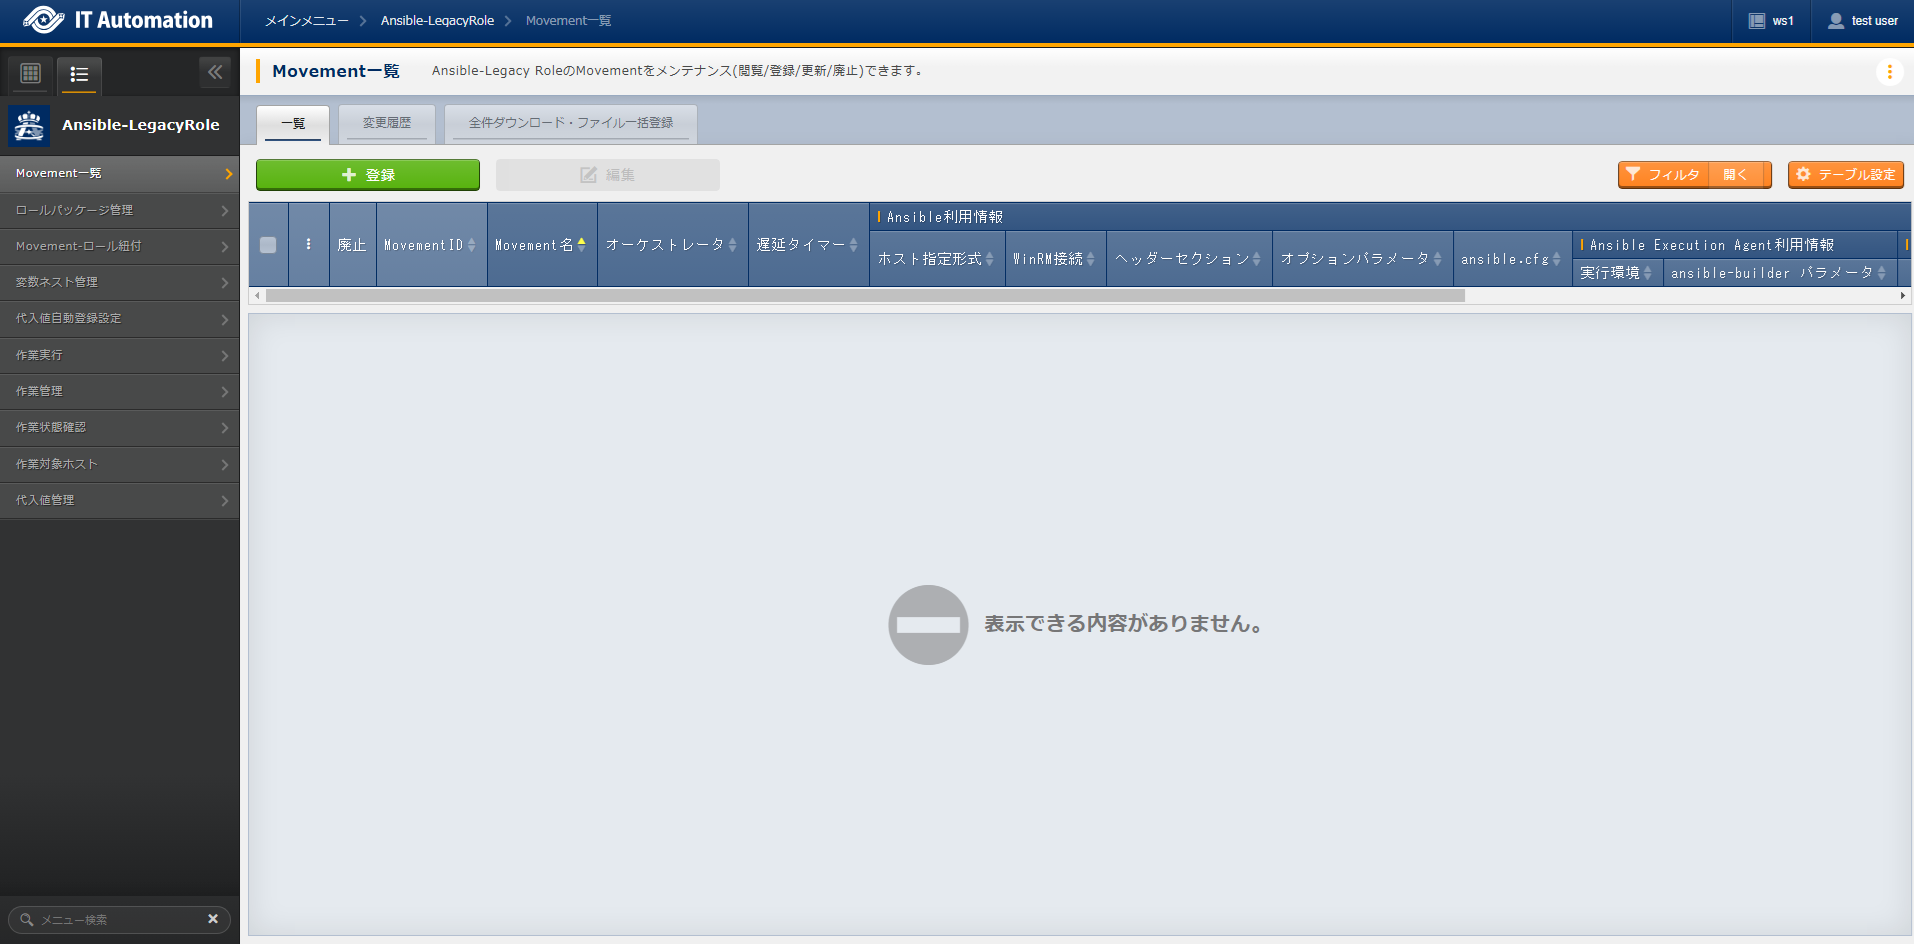 IT Automation
メインメニュー
Ansible-LegacyRole
Movement一覧
ws1
test user
Movement一覧
Ansible-Legacy RoleのMovementをメンテナンス(閲覧/登録/更新/廃止)できます。
Ansible-LegacyRole
一覧
変更履歴
全件ダウンロード・ファイル一括登録
Movement一覧
ロールパッケージ管理
Movement-ロール紐付
変数ネスト管理
代入値自動登録設定
作業実行
作業管理
作業状態確認
作業対象ホスト
代入値管理
メニュー検索
登録
編集
フィルタ
開く
テーブル設定
廃止
MovementID
Movement名
オーケストレータ
遅延タイマー
Ansible利用情報
ホスト指定形式
WinRM接続
ヘッダーセクション
オプションパラメータ
ansible.cfg
Ansible Execution Agent利用情報
実行環境
ansible-builder パラメータ
表示できる内容がありません。